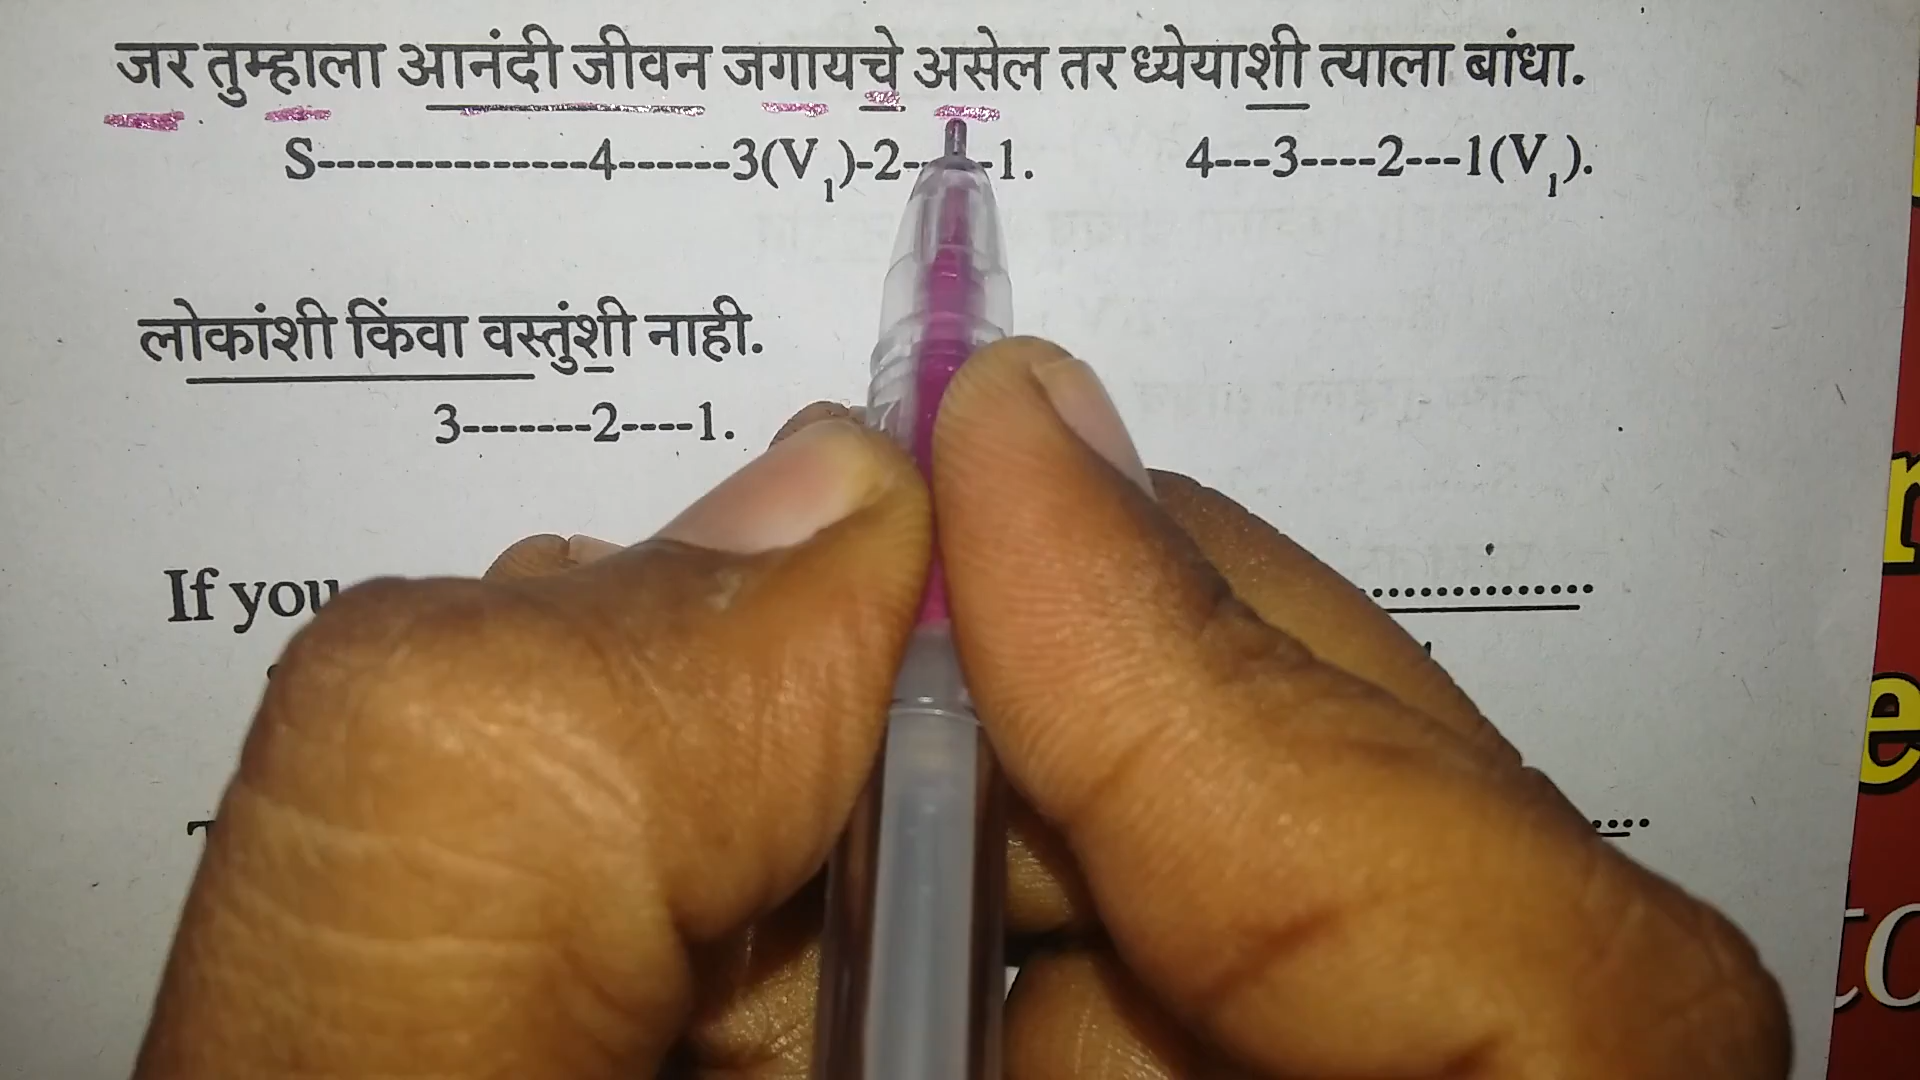 जर तुम्हाला आनंदी जीवन जगायचे असेल तर ध्येयाशी त्याला बांधा.
S--------------4------3(V₁)-2-- -1. 4---3----2---1(V₁).
लोकांशी किंवा वस्तुंशी नाही.
3-------2----1.
If you ..............